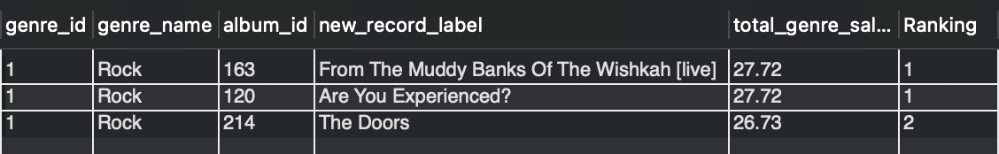 genre_id genre_name album_id new_record_label total_genre_sal... Ranking
1 Rock 163 From The Muddy Banks Of The Wishkah [live] 27.72 1
1 Rock 120 Are You Experienced? 27.72 1
1 Rock 214 The Doors 26.73 2